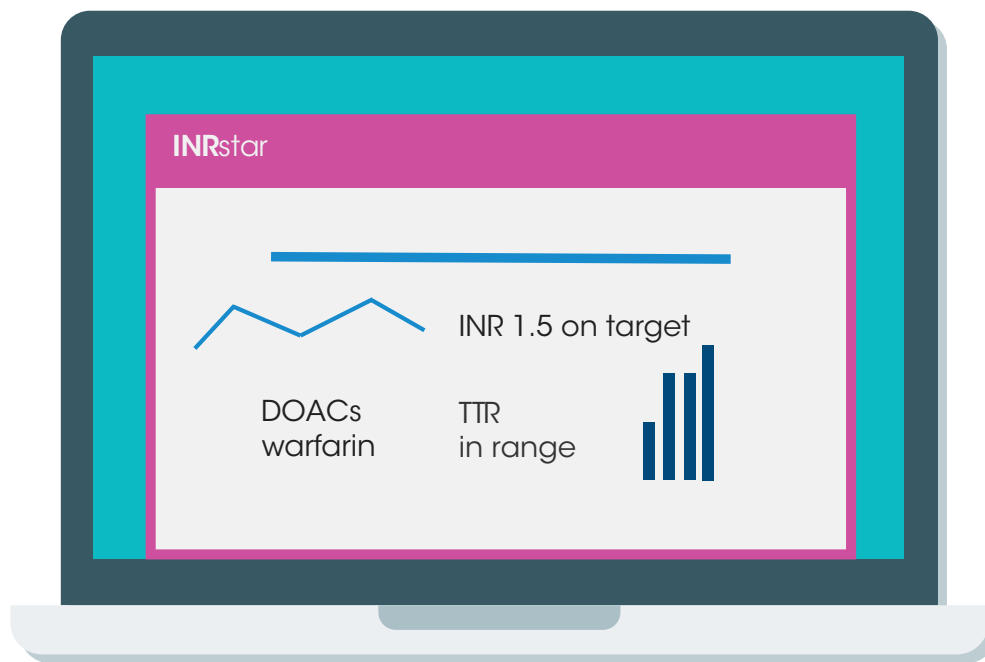 INRstar
INR 1.5 on target
DOACs
warfarin
TTR
in range